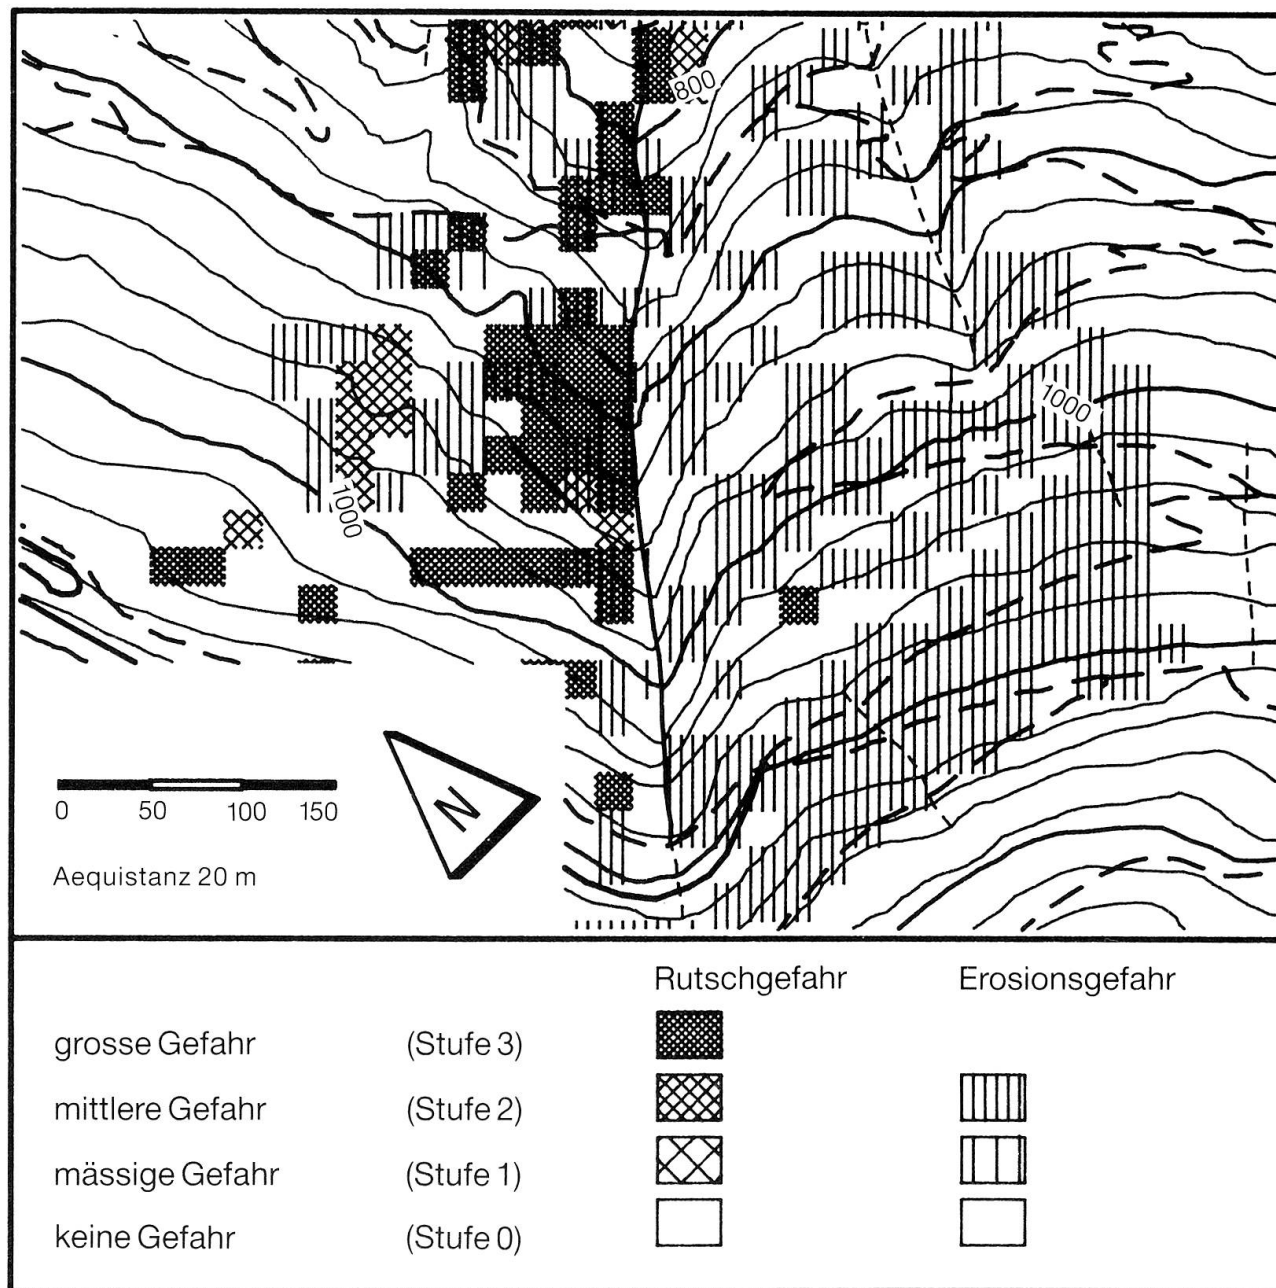 800
1000
1000
N
0 50 100 150
Aequistanz 20 m
Rutschgefahr Erosionsgefahr
grosse Gefahr (Stufe 3)
mittlere Gefahr (Stufe 2)
mässige Gefahr (Stufe 1)
keine Gefahr (Stufe 0)